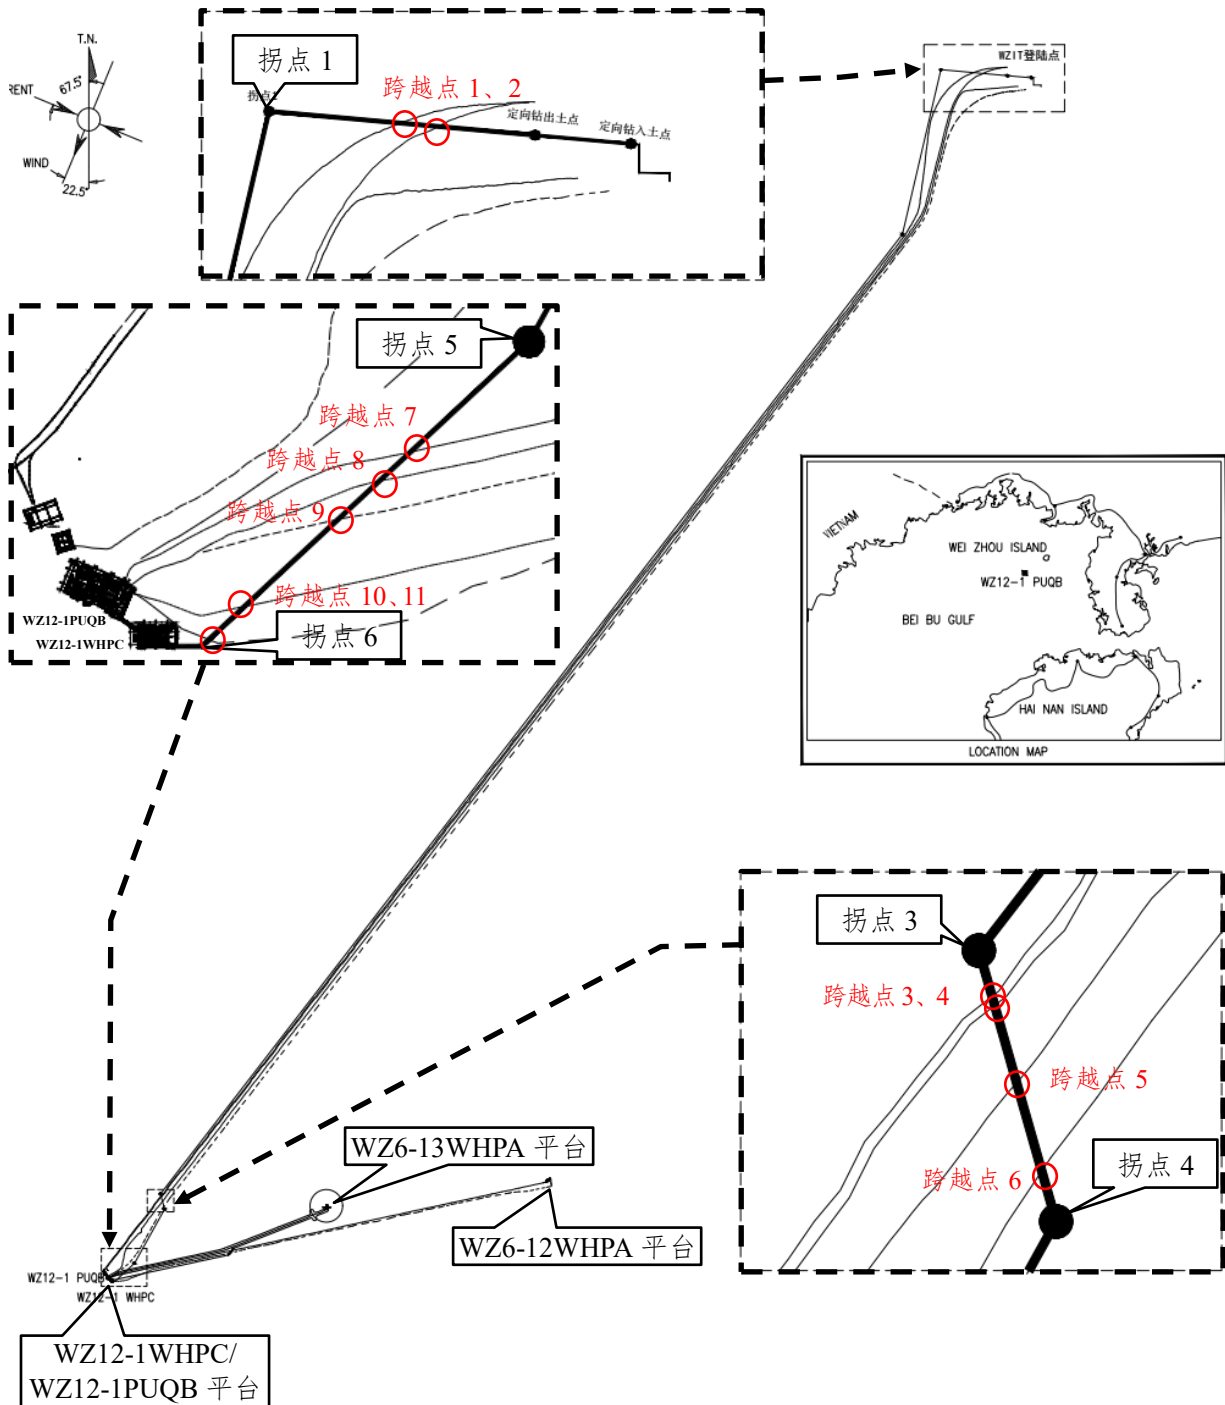 T.N.
67.5°
RENT
WIND
22.5°
拐点 1
跨越点 1、2
定向钻出土点
定向钻入土点
WZIT登陆点
拐点 5
跨越点 7
跨越点 8
跨越点 9
跨越点 10、11
WZ12-1PUQB
WZ12-1WHPC
拐点 6
VIETNAM
WEI ZHOU ISLAND
WZ12-1 PUQB
BEI BU GULF
HAI NAN ISLAND
LOCATION MAP
拐点 3
跨越点 3、4
跨越点 5
跨越点 6
拐点 4
WZ6-13WHPA 平台
WZ6-12WHPA 平台
WZ12-1 PUQB
WZ12-1 WHPC
WZ12-1WHPC/
WZ12-1PUQB 平台